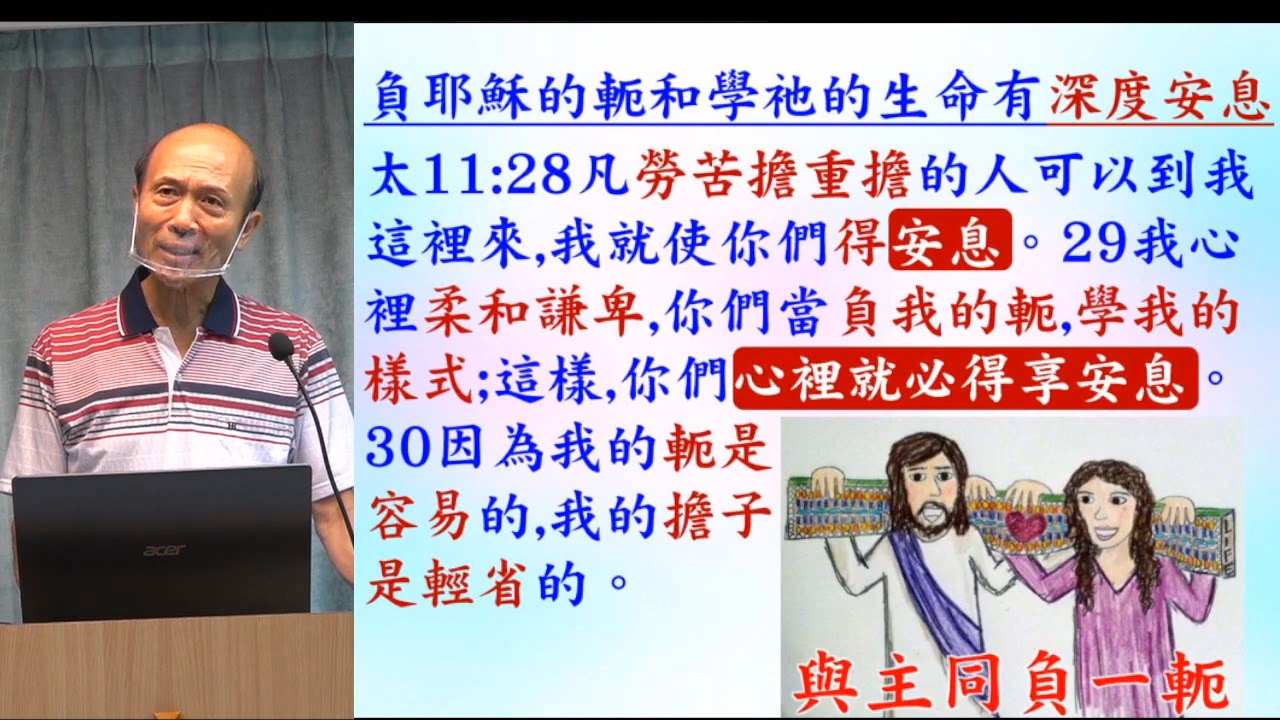 負耶穌的軛和學祂的生命有深度安息
太11:28凡勞苦擔重擔的人可以到我
這裡來,我就使你們得安息。29我心
裡柔和謙卑,你們當負我的軛,學我的
樣式;這樣,你們心裡就必得享安息。
30因為我的軛是
容易的,我的擔子
是輕省的。
LIFE
與主同負一軛
acer